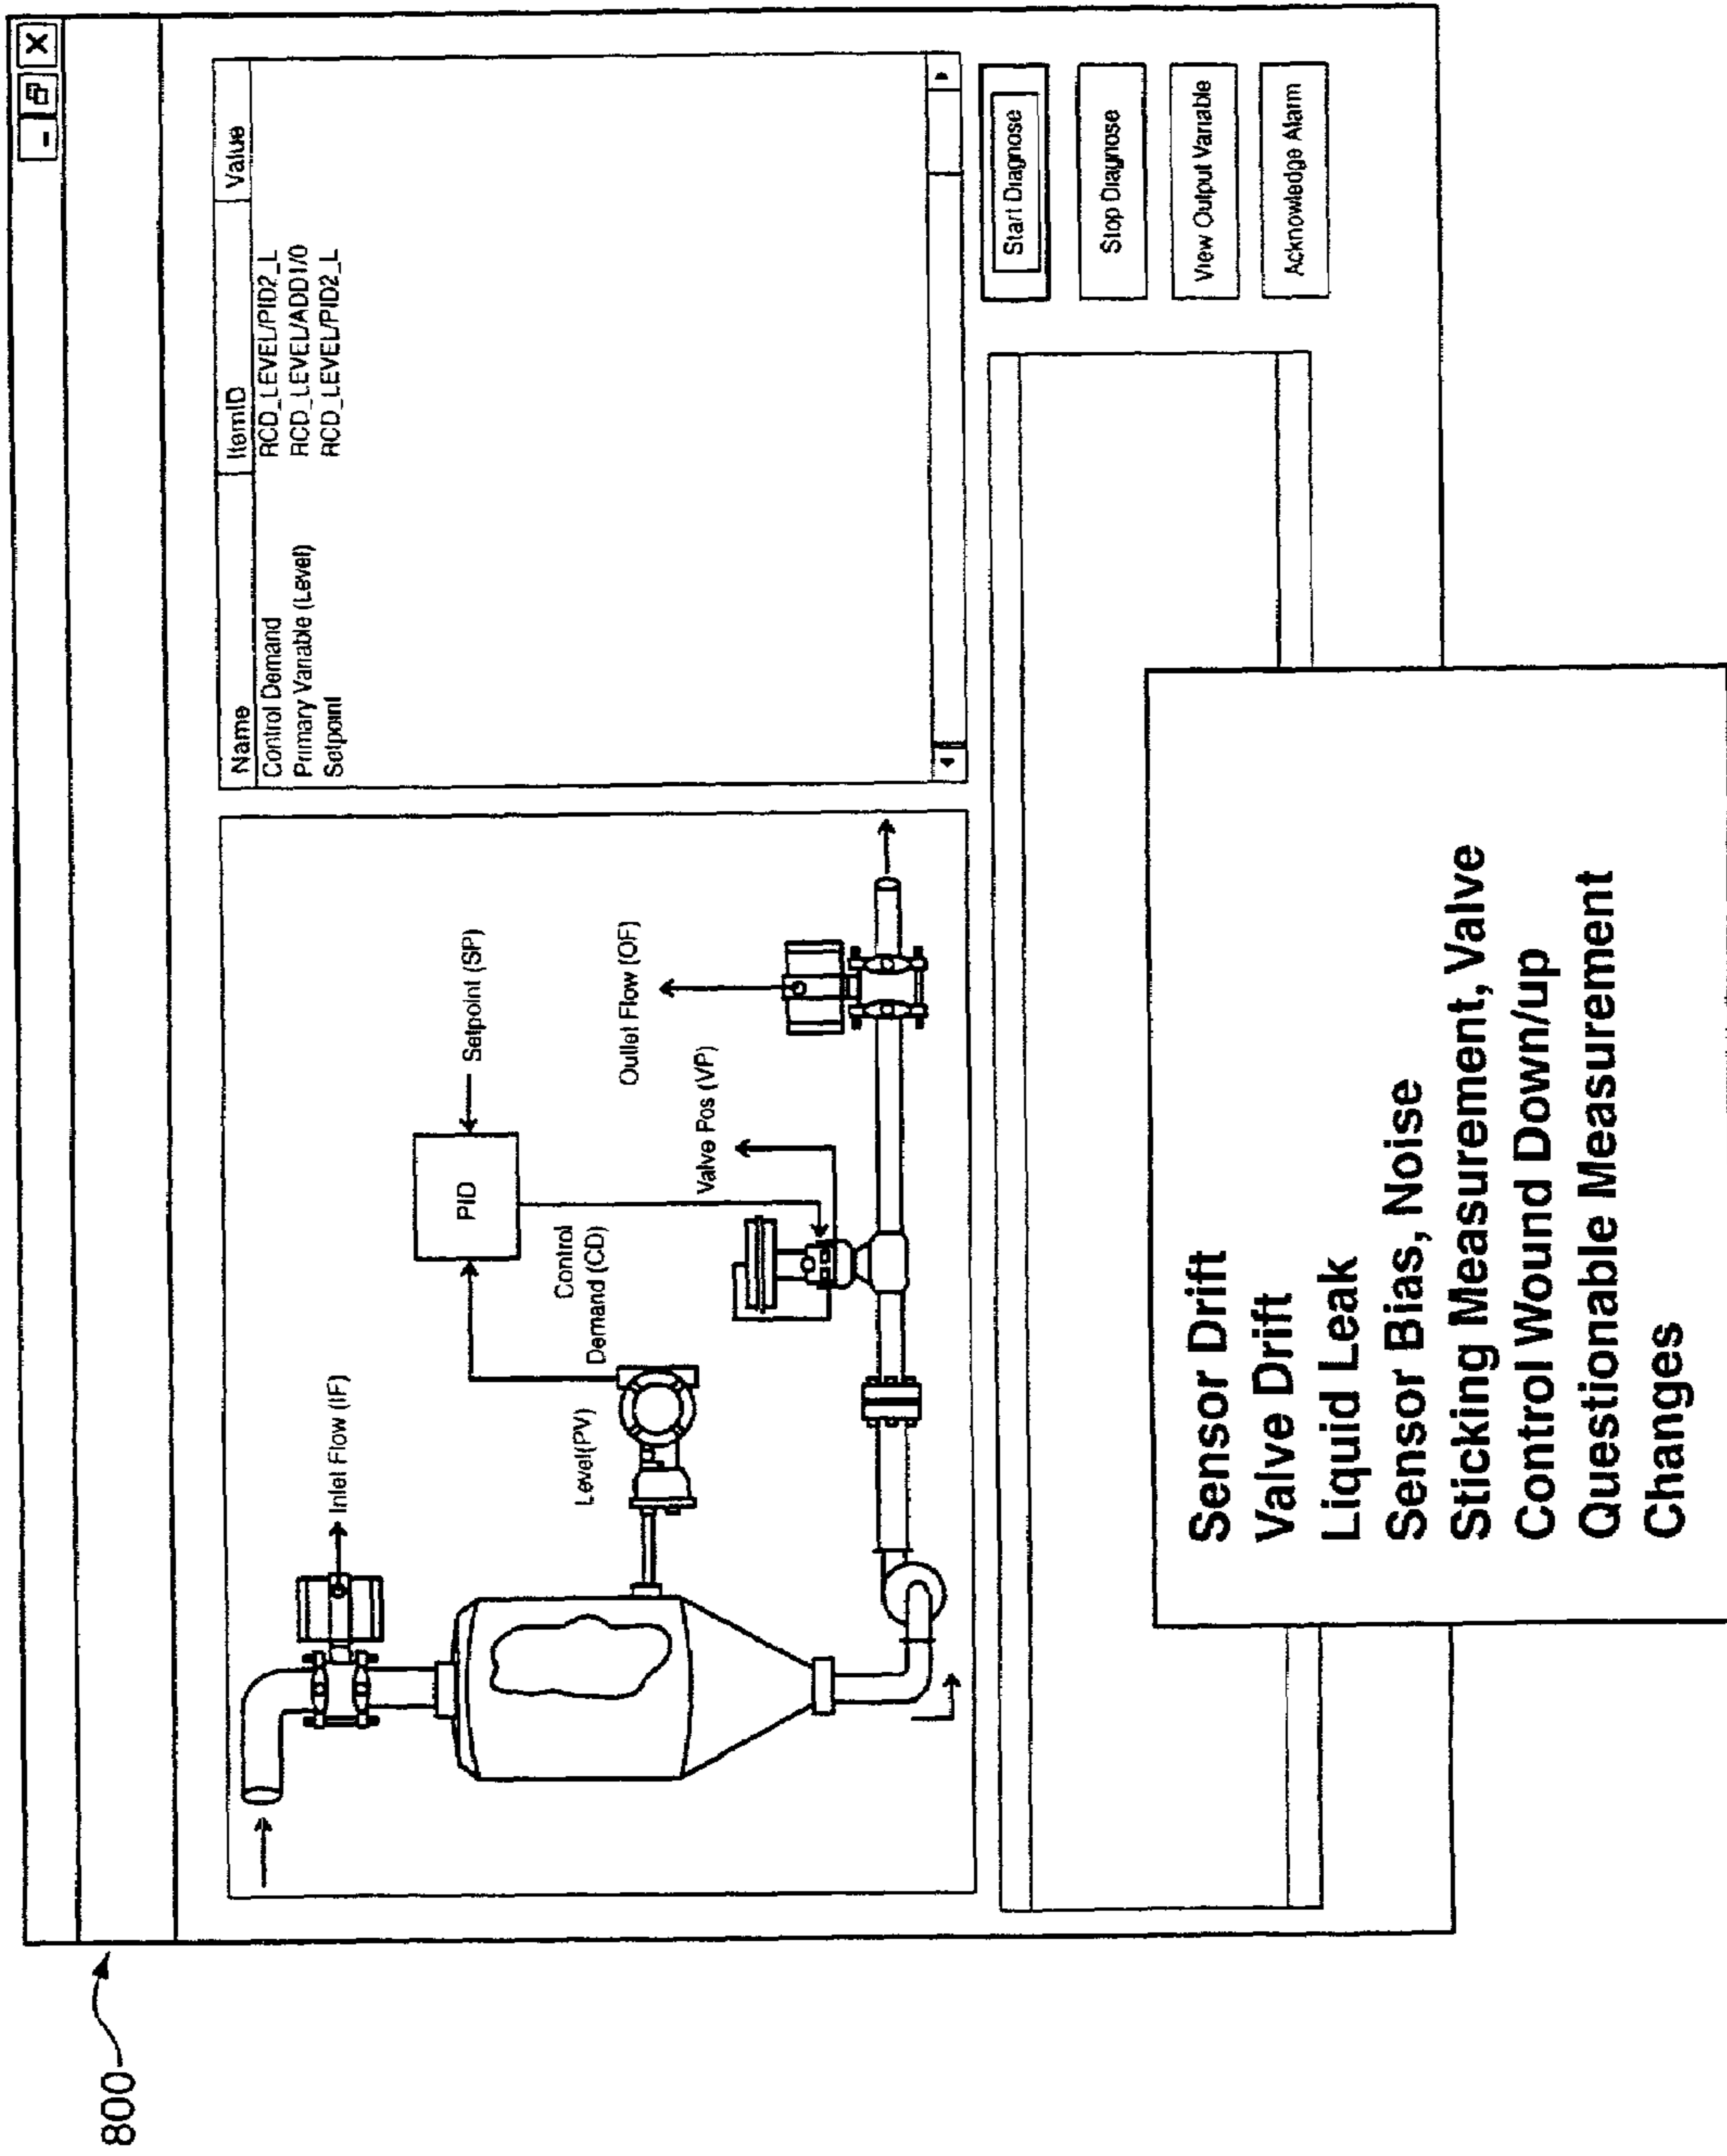 800
Inlet Flow (IF)
Level(PV)
Control
Demand (CD)
PID
Setpoint (SP)
Valve Pos (VP)
Outlet Flow (OF)
Name ItemID Value
Control Demand RCD_LEVEL/PID2_L
Primary Variable (Level) RCD_LEVEL/ADD1/0
Setpoint RCD_LEVEL/PID2_L
Start Diagnose
Stop Diagnose
View Output Variable
Acknowledge Alarm
Sensor Drift
Valve Drift
Liquid Leak
Sensor Bias, Noise
Sticking Measurement, Valve
Control Wound Down/up
Questionable Measurement
Changes